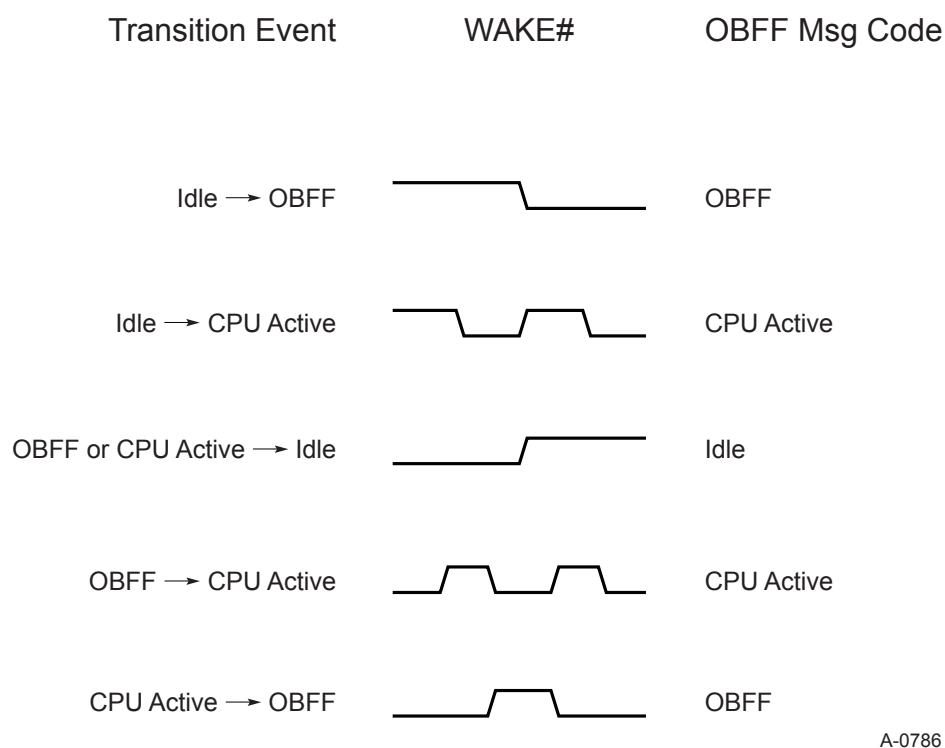 Transition Event WAKE# OBFF Msg Code
Idle → OBFF OBFF
Idle → CPU Active CPU Active
OBFF or CPU Active → Idle Idle
OBFF → CPU Active CPU Active
CPU Active → OBFF OBFF
A-0786